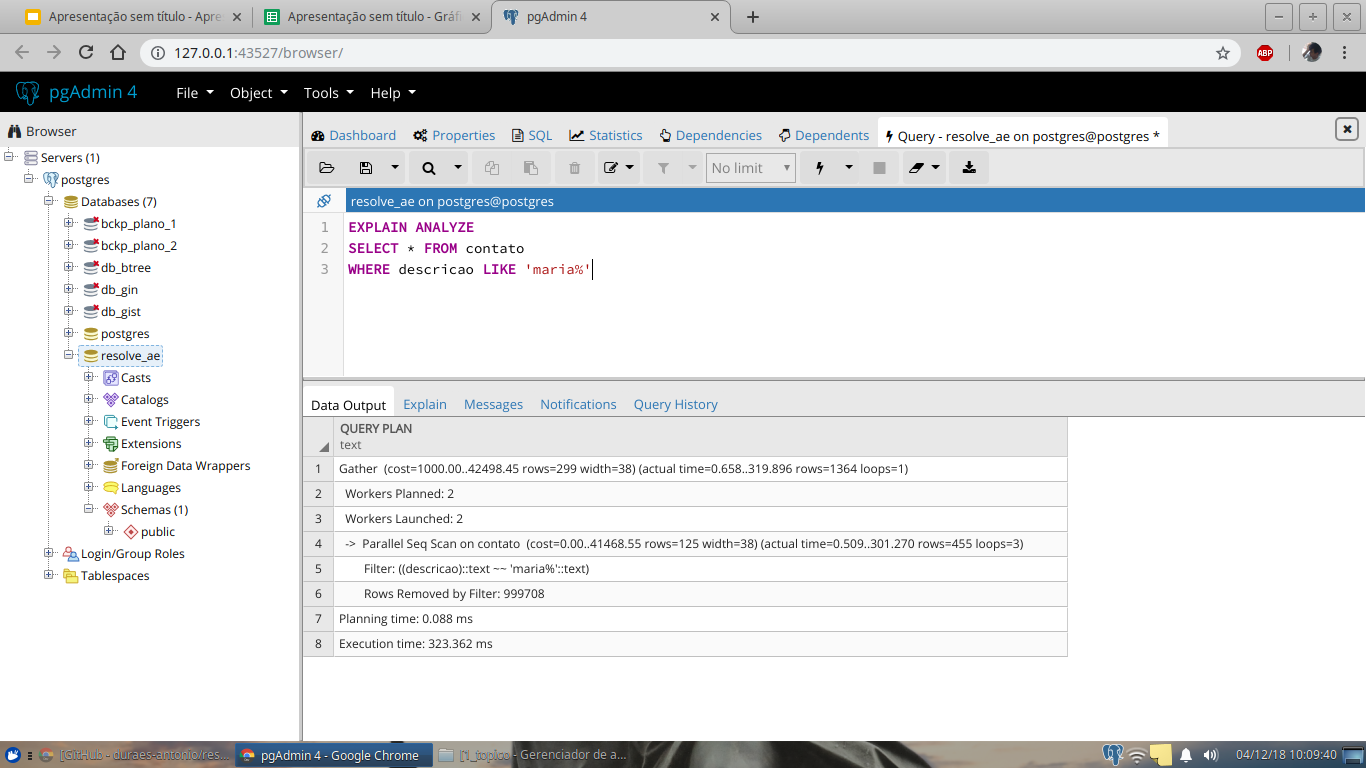 Apresentação sem título - Apre
Apresentação sem título - Gráfi
pgAdmin 4
127.0.0.1:43527/browser/
ABP
pgAdmin 4
File
Object
Tools
Help
Browser
Servers (1)
postgres
Databases (7)
bckp_plano_1
bckp_plano_2
db_btree
db_gin
db_gist
postgres
resolve_ae
Casts
Catalogs
Event Triggers
Extensions
Foreign Data Wrappers
Languages
Schemas (1)
public
Login/Group Roles
Tablespaces
Dashboard
Properties
SQL
Statistics
Dependencies
Dependents
Query - resolve_ae on postgres@postgres *
No limit
resolve_ae on postgres@postgres
1 EXPLAIN ANALYZE
2 SELECT * FROM contato
3 WHERE descricao LIKE 'maria%'
Data Output
Explain
Messages
Notifications
Query History
QUERY PLAN
text
1 Gather (cost=1000.00..42498.45 rows=299 width=38) (actual time=0.658..319.896 rows=1364 loops=1)
2 Workers Planned: 2
3 Workers Launched: 2
4 -> Parallel Seq Scan on contato (cost=0.00..41468.55 rows=125 width=38) (actual time=0.509..301.270 rows=455 loops=3)
5 Filter: ((descricao)::text ~~ 'maria%'::text)
6 Rows Removed by Filter: 999708
7 Planning time: 0.088 ms
8 Execution time: 323.362 ms
[GitHub - duraes-antonio/res...
pgAdmin 4 - Google Chrome
[1_topico - Gerenciador de a...
04/12/18 10:09:40